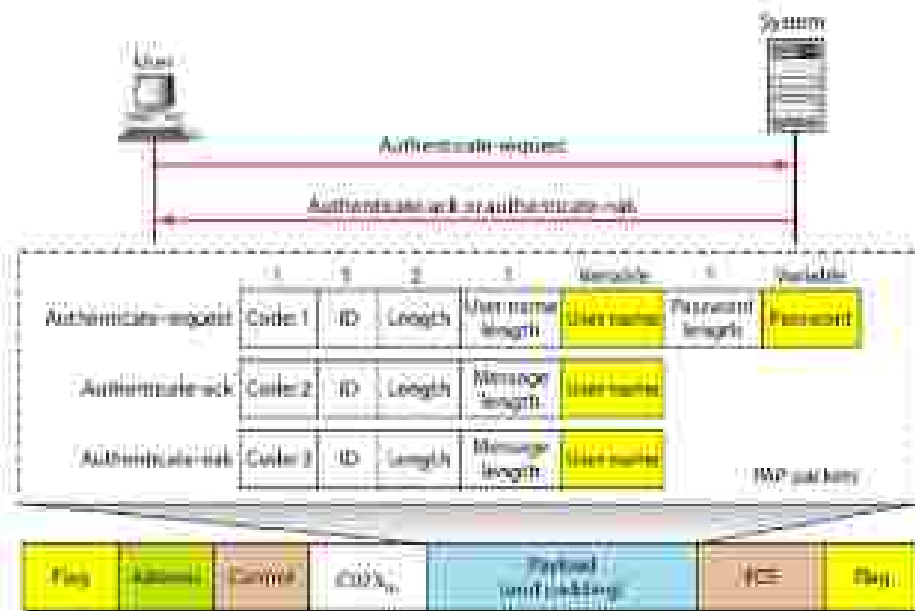 System
User
Authenticate-request
Authenticate-ack or authenticate-nak
1 1 2 1 Variable 1 Variable
Authenticate-request Code: 1 ID Length User name length User name Password length Password
Authenticate-ack Code: 2 ID Length Message length User name
Authenticate-nak Code: 3 ID Length Message length User name
PAP packets
Flag Address Control C023₁₆ Payload (and padding) FCS Flag